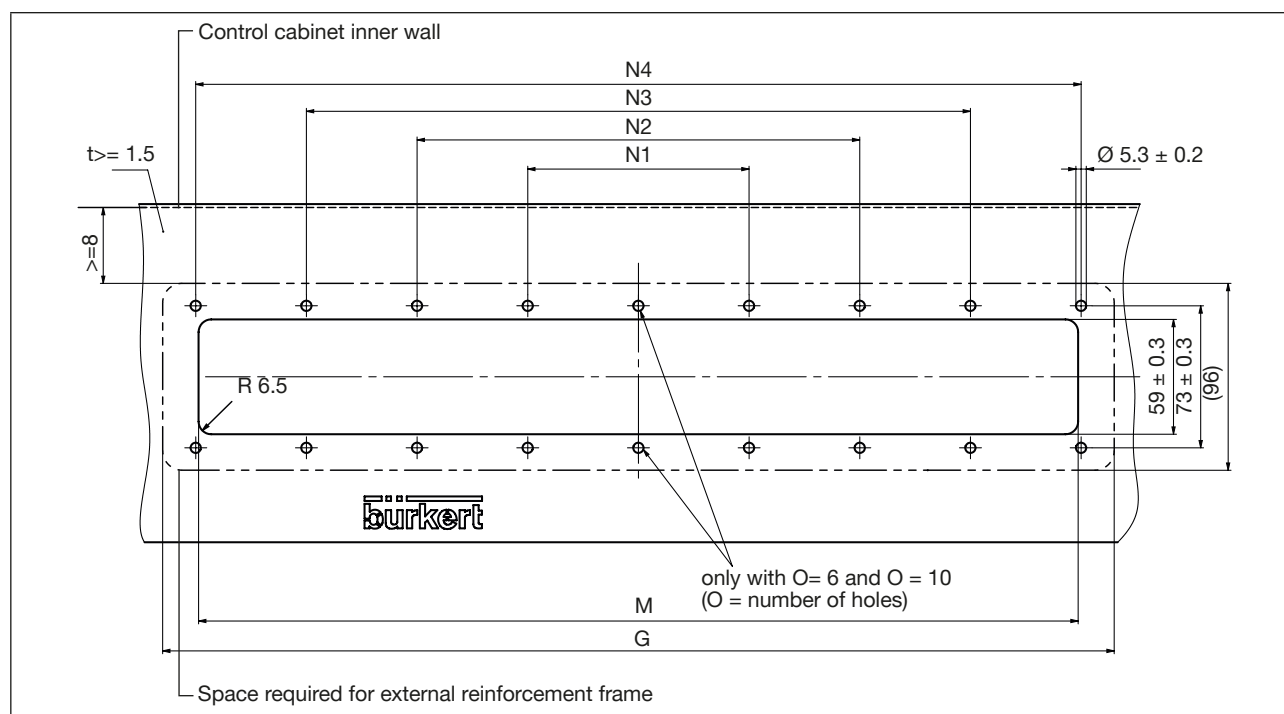 Control cabinet inner wall
N4
N3
N2
t>= 1.5
N1
Ø 5.3 ± 0.2
>=8
R 6.5
59 ± 0.3
73 ± 0.3
(96)
bürkert
only with O= 6 and O = 10
(O = number of holes)
M
G
Space required for external reinforcement frame